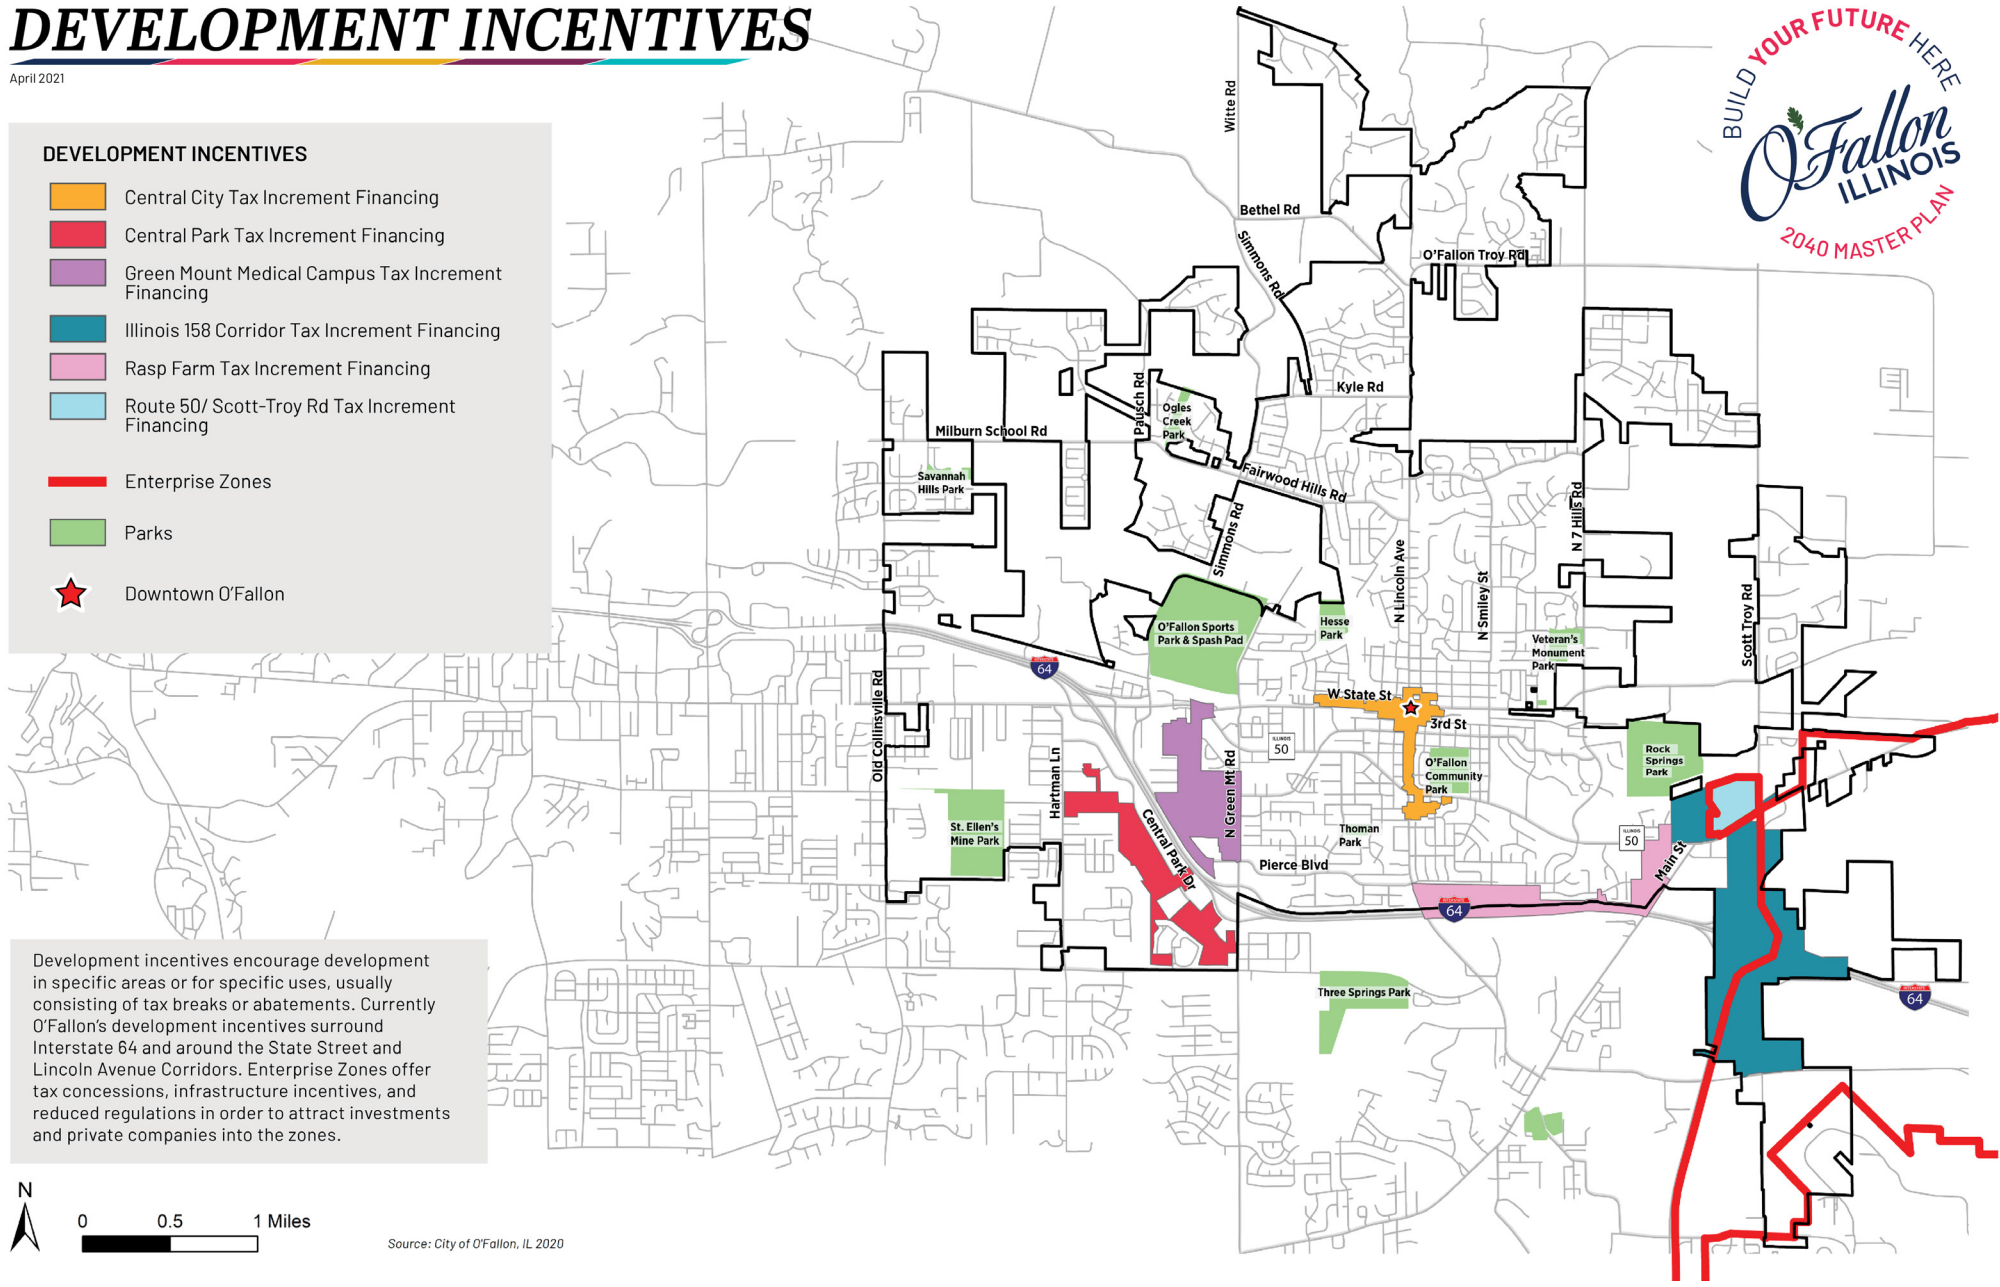 DEVELOPMENT INCENTIVES
April 2021
BUILD YOUR FUTURE HERE
O'Fallon
ILLINOIS
2040 MASTER PLAN
DEVELOPMENT INCENTIVES
Central City Tax Increment Financing
Central Park Tax Increment Financing
Green Mount Medical Campus Tax Increment
Financing
Illinois 158 Corridor Tax Increment Financing
Rasp Farm Tax Increment Financing
Route 50/ Scott-Troy Rd Tax Increment
Financing
Enterprise Zones
Parks
Downtown O'Fallon
Witte Rd
Bethel Rd
Simmons Rd
O'Fallon Troy Rd
Kyle Rd
Pausch Rd
Ogles
Creek
Park
Milburn School Rd
Savannah
Hills Park
Fairwood Hills Rd
Simmons Rd
N Lincoln Ave
N Smiley St
N 7 Hills Rd
Scott Troy Rd
O'Fallon Sports
Park & Spash Pad
Hesse
Park
Veteran's
Monument
Park
INTERSTATE
64
Old Collinsville Rd
W State St
3rd St
ILLINOIS
50
Hartman Ln
N Green Mt Rd
O'Fallon
Community
Park
Rock
Springs
Park
St. Ellen's
Mine Park
Central Park Dr
Thoman
Park
ILLINOIS
50
Main St
Pierce Blvd
INTERSTATE
64
Three Springs Park
INTERSTATE
64
Development incentives encourage development
in specific areas or for specific uses, usually
consisting of tax breaks or abatements. Currently
O'Fallon's development incentives surround
Interstate 64 and around the State Street and
Lincoln Avenue Corridors. Enterprise Zones offer
tax concessions, infrastructure incentives, and
reduced regulations in order to attract investments
and private companies into the zones.
N
0 0.5 1 Miles
Source: City of O'Fallon, IL 2020